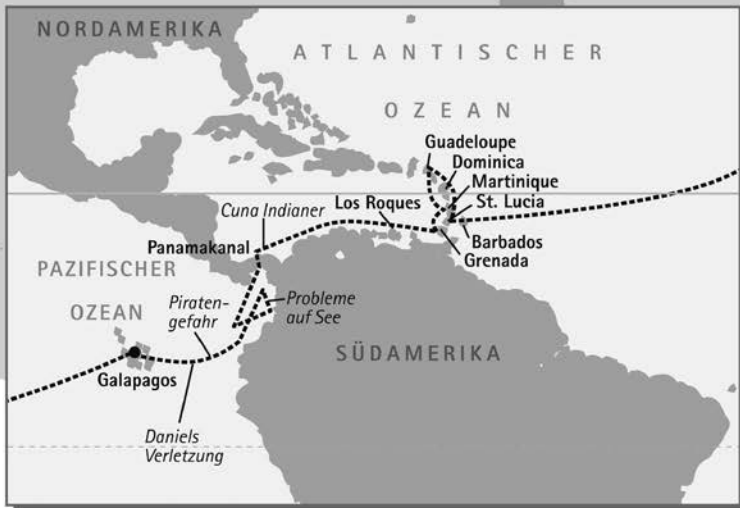 NORDAMERIKA
ATLANTISCHER
OZEAN
Guadeloupe
Dominica
Martinique
St. Lucia
Los Roques
Cuna Indianer
Barbados
Grenada
Panamakanal
PAZIFISCHER
OZEAN
Piraten-
gefahr
Probleme
auf See
SÜDAMERIKA
Galapagos
Daniels
Verletzung